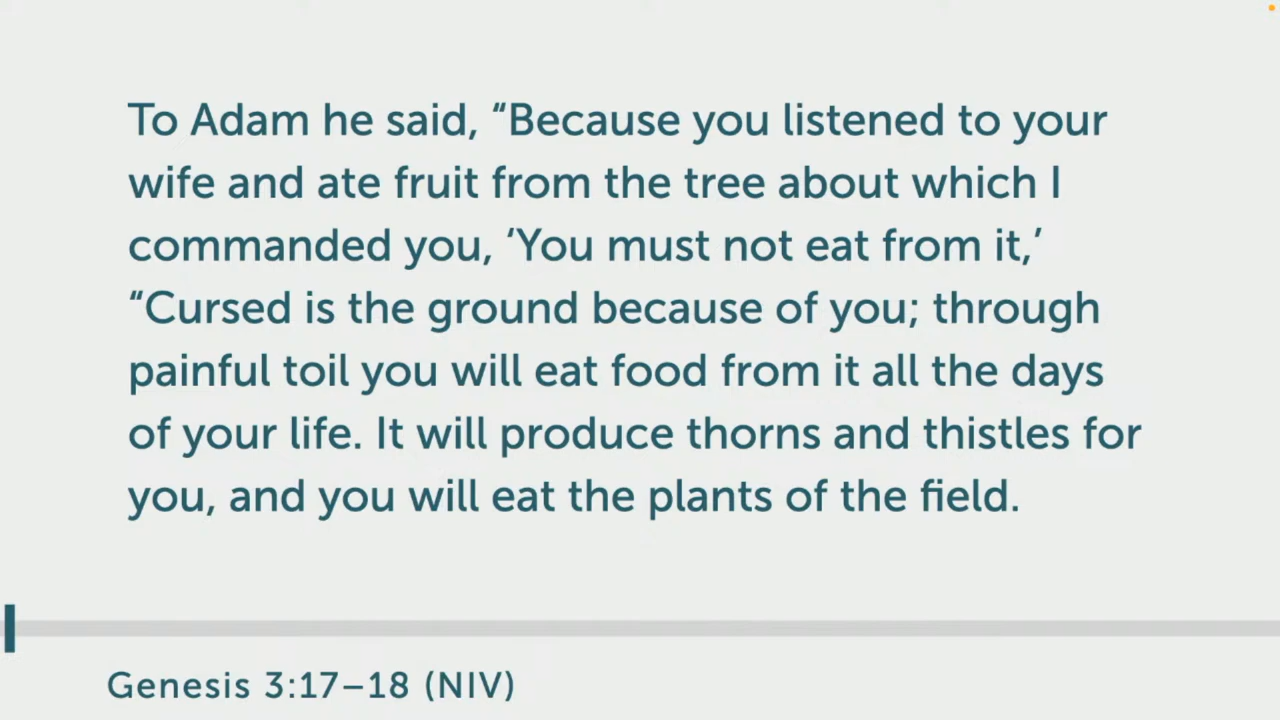 To Adam he said, “Because you listened to your
wife and ate fruit from the tree about which I
commanded you, ‘You must not eat from it,’
“Cursed is the ground because of you; through
painful toil you will eat food from it all the days
of your life. It will produce thorns and thistles for
you, and you will eat the plants of the field.
Genesis 3:17–18 (NIV)